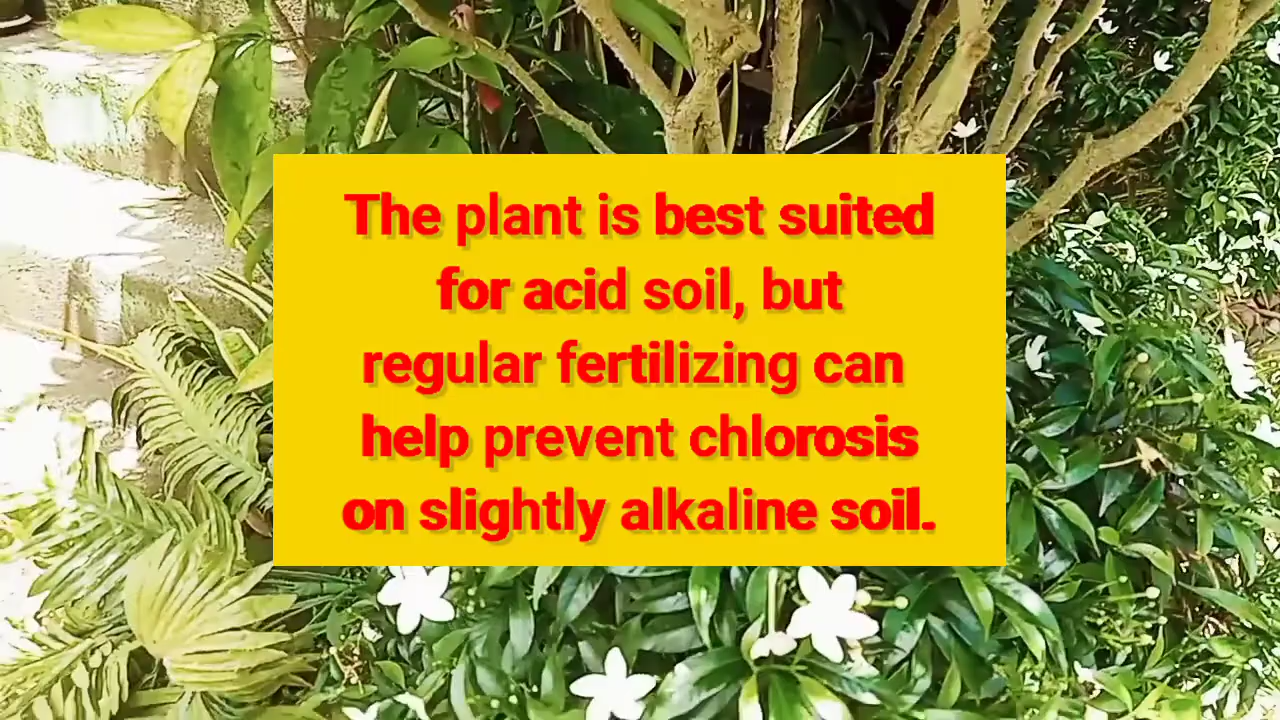 The plant is best suited
for acid soil, but
regular fertilizing can
help prevent chlorosis
on slightly alkaline soil.